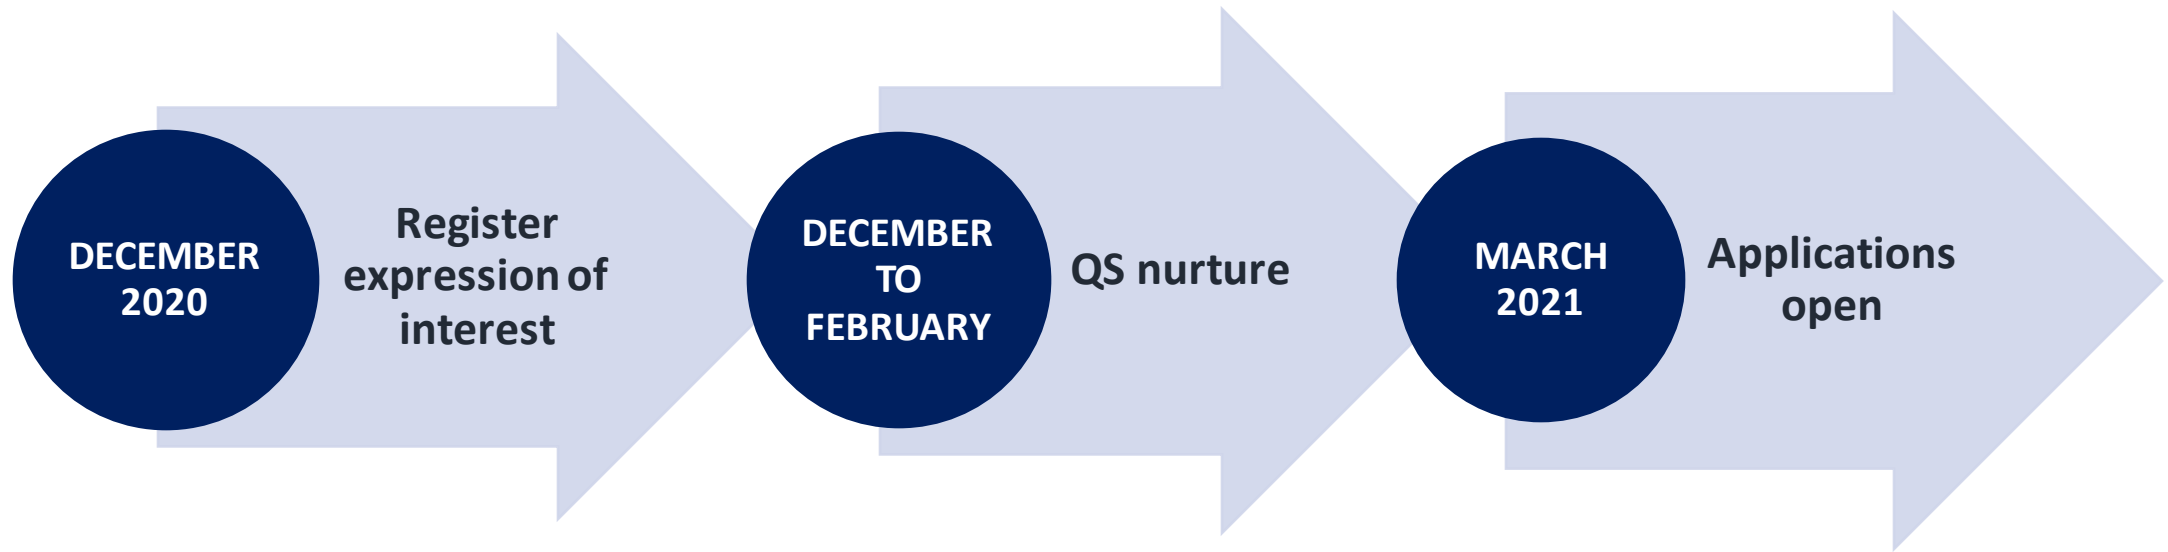 DECEMBER
2020
Register
expression of
interest
DECEMBER
TO
FEBRUARY
QS nurture
MARCH
2021
Applications
open